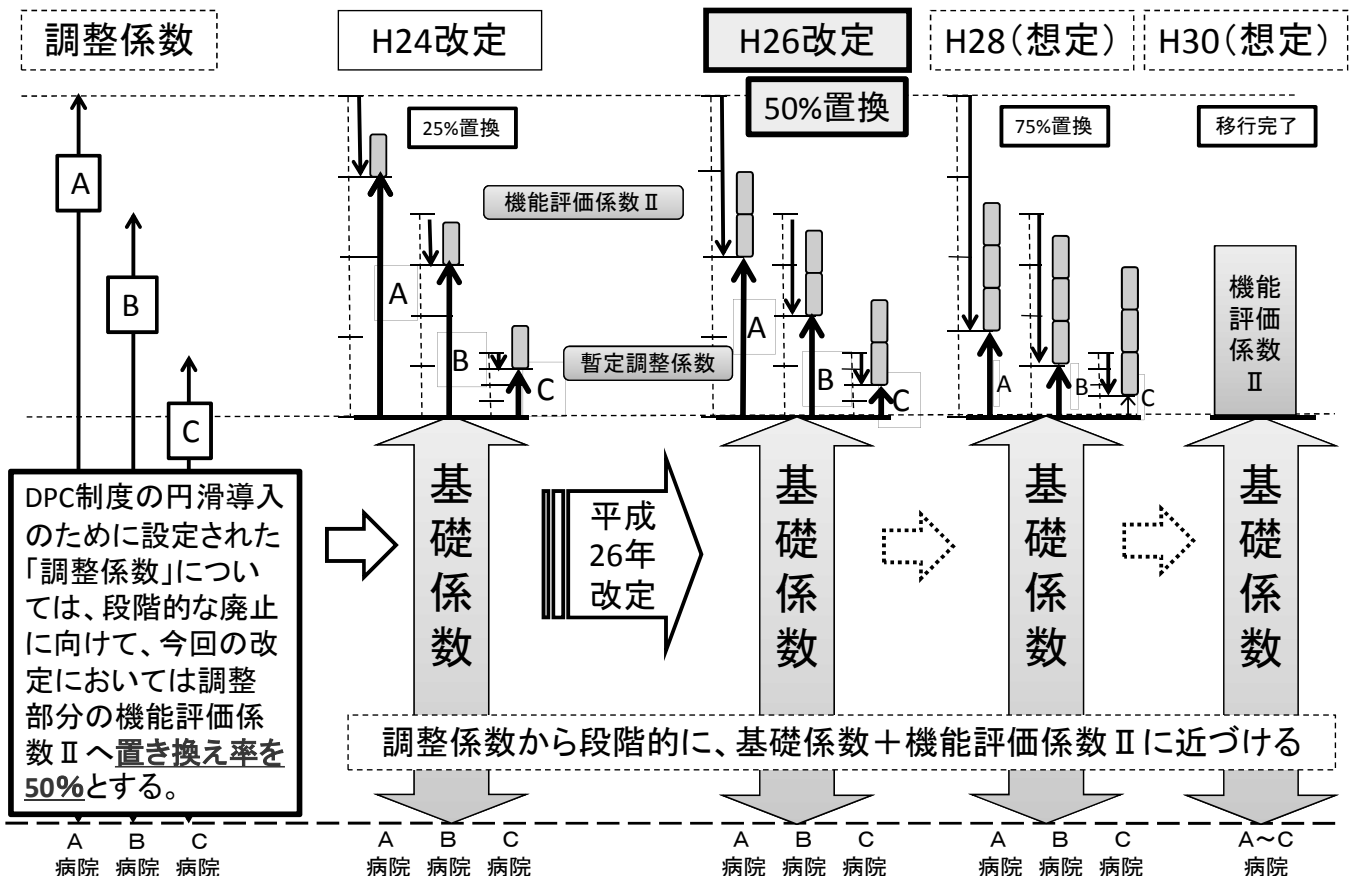 調整係数
H24改定
H26改定
H28(想定)
H30(想定)
25%置換
50%置換
75%置換
移行完了
A
B
C
機能評価係数Ⅱ
暫定調整係数
A
B
C
A
B
C
A
B
C
機能
評価
係数
Ⅱ
DPC制度の円滑導入
のために設定された
「調整係数」につい
ては、段階的な廃止
に向けて、今回の改
定においては調整
部分の機能評価係
数Ⅱへ置き換え率を
50%とする。
基礎係数
平成
26年
改定
基礎係数
基礎係数
基礎係数
調整係数から段階的に、基礎係数+機能評価係数Ⅱに近づける
A B C
病院 病院 病院
A B C
病院 病院 病院
A B C
病院 病院 病院
A B C
病院 病院 病院
A~C
病院